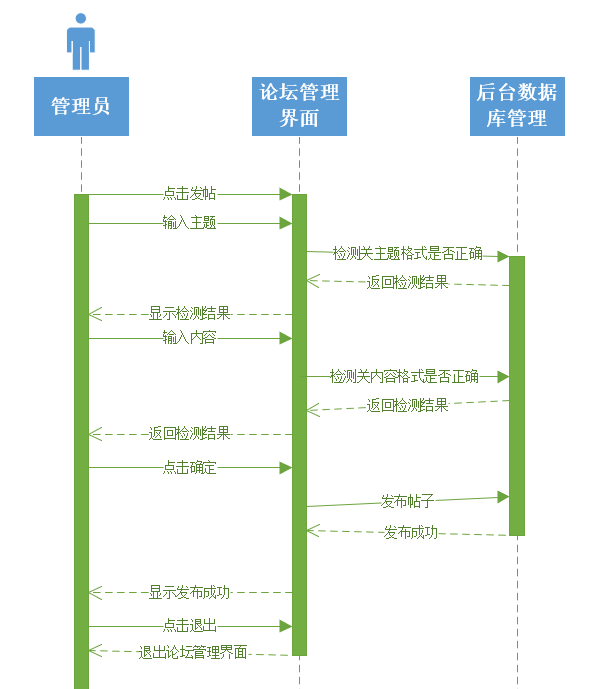 管理员
论坛管理
界面
后台数据
库管理
点击发帖
输入主题
检测关主题格式是否正确
返回检测结果
显示检测结果
输入内容
检测关内容格式是否正确
返回检测结果
返回检测结果
点击确定
发布帖子
发布成功
显示发布成功
点击退出
退出论坛管理界面